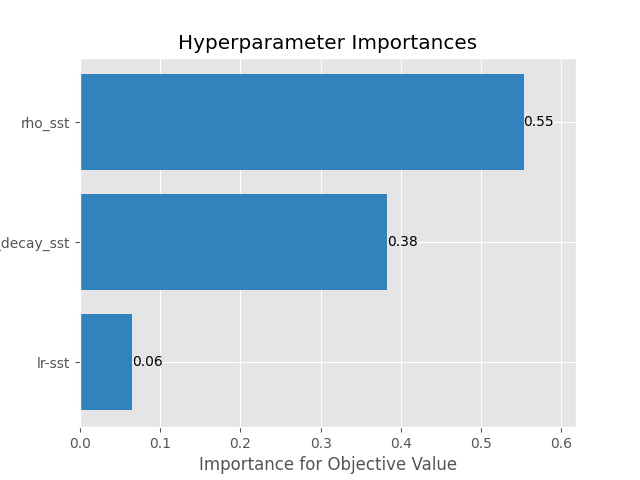 Hyperparameter Importances
rho_sst
0.55
_decay_sst
0.38
lr-sst
0.06
0.0 0.1 0.2 0.3 0.4 0.5 0.6
Importance for Objective Value